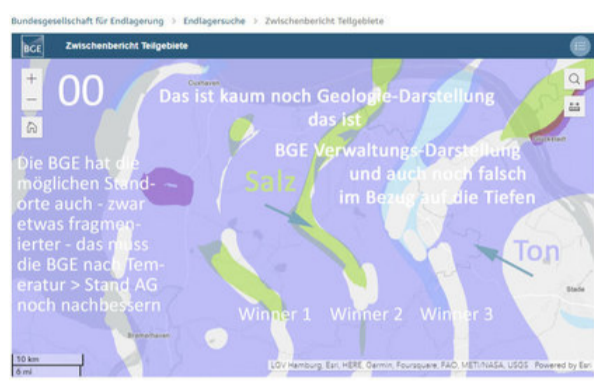 Bundesgesellschaft für Endlagerung > Endlagersuche > Zwischenbericht Teilgebiete
BGE
Zwischenbericht Teilgebiete
+
−
00
Cuxhaven
Das ist kaum noch Geologie-Darstellung
das ist
BGE Verwaltungs-Darstellung
und auch noch falsch
im Bezug auf die Tiefen
Die BGE hat die
möglichen Stand-
orte auch - zwar
etwas fragmen-
tierter - das muss
die BGE nach Tem-
eratur > Stand AG
noch nachbessern
Salz
Ton
Stade
Winner 1
Winner 2
Winner 3
Bremerhaven
10 km
6 mi
LGV Hamburg, Esri, HERE, Garmin, Foursquare, FAO, METI/NASA, USGS
Powered by Esri